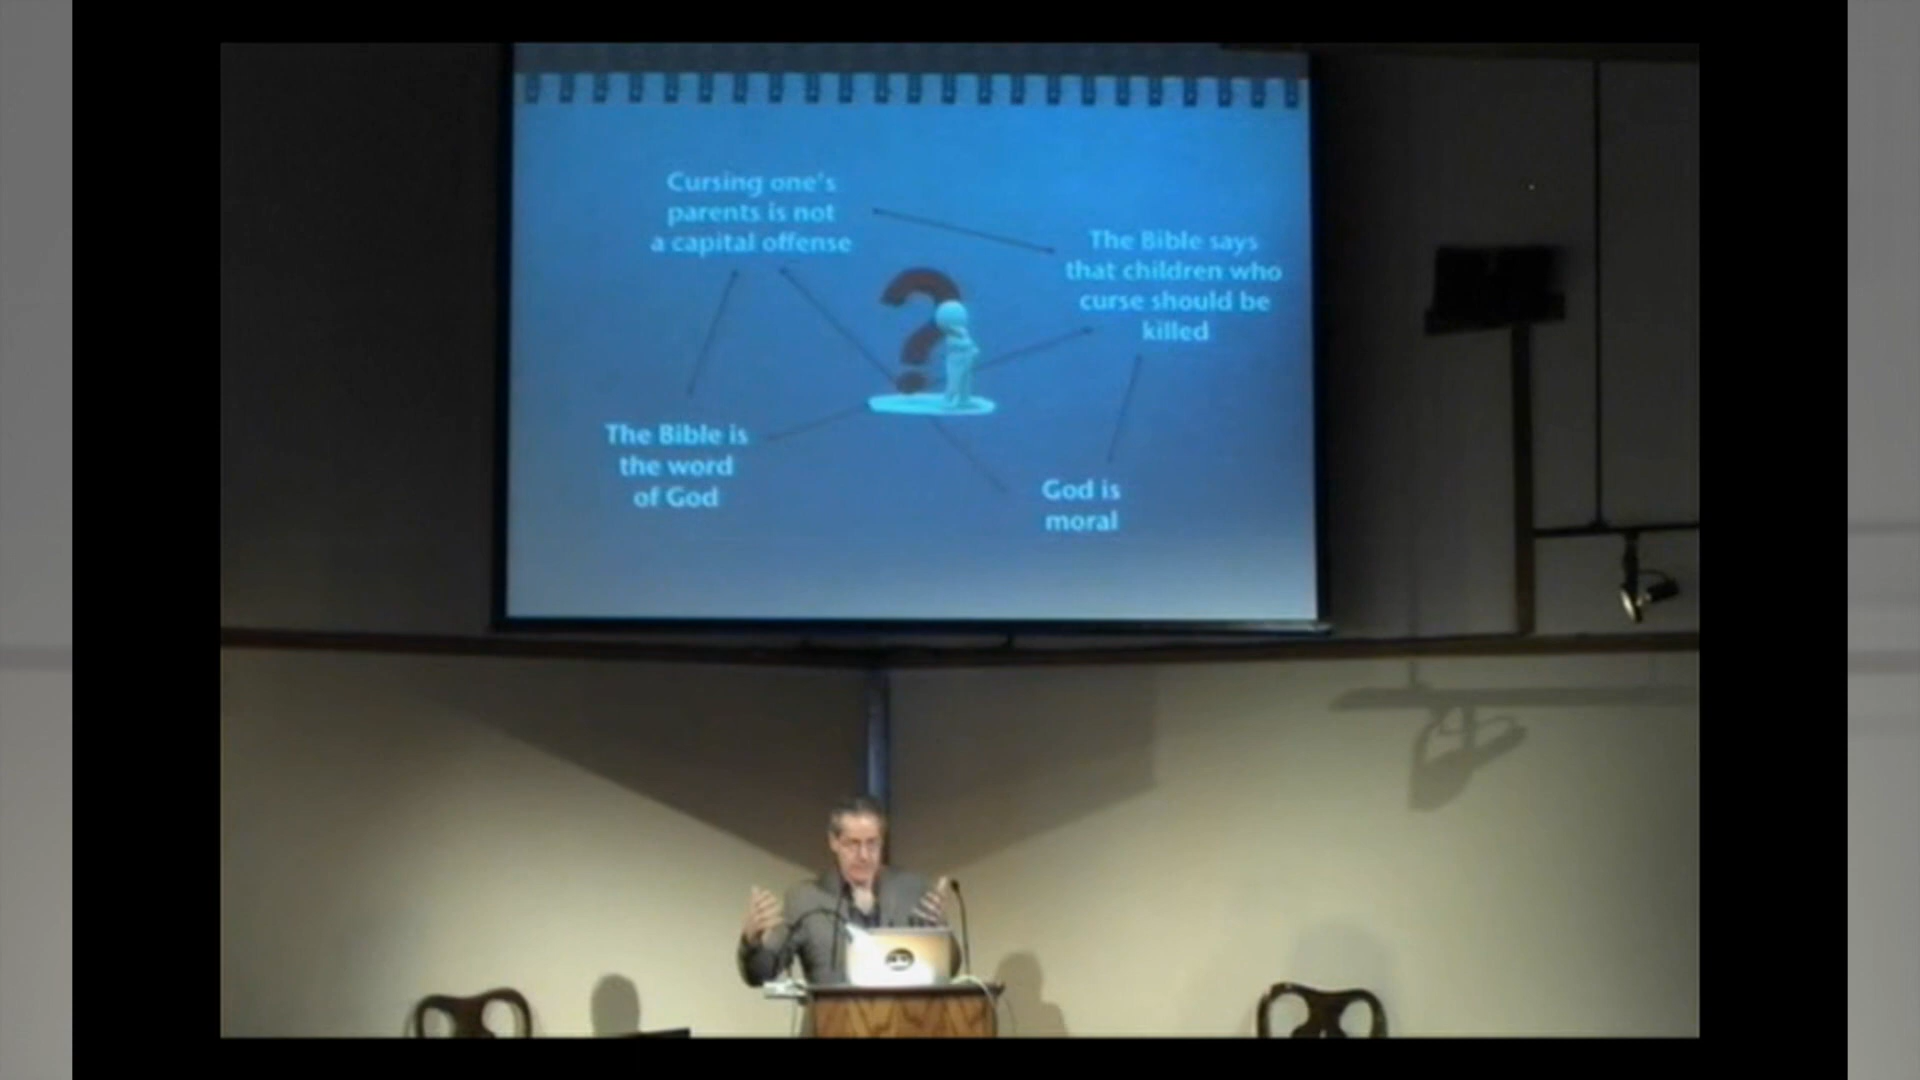 Cursing one's
parents is not
a capital offense
The Bible says
that children who
curse should be
killed
The Bible is
the word
of God
God is
moral